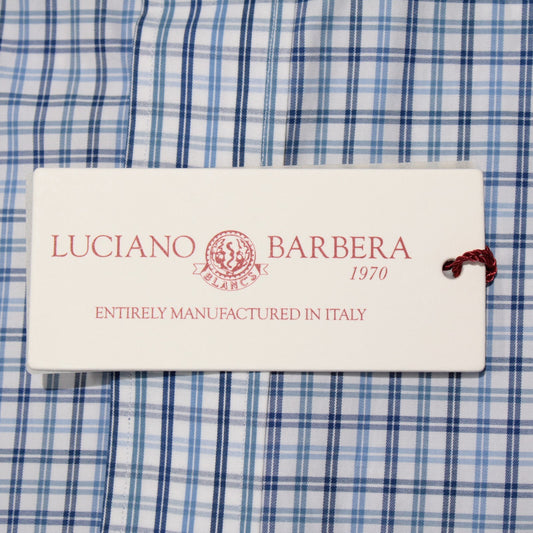 LUCIANO BARBERA
BLANCS
1970
ENTIRELY MANUFACTURED IN ITALY